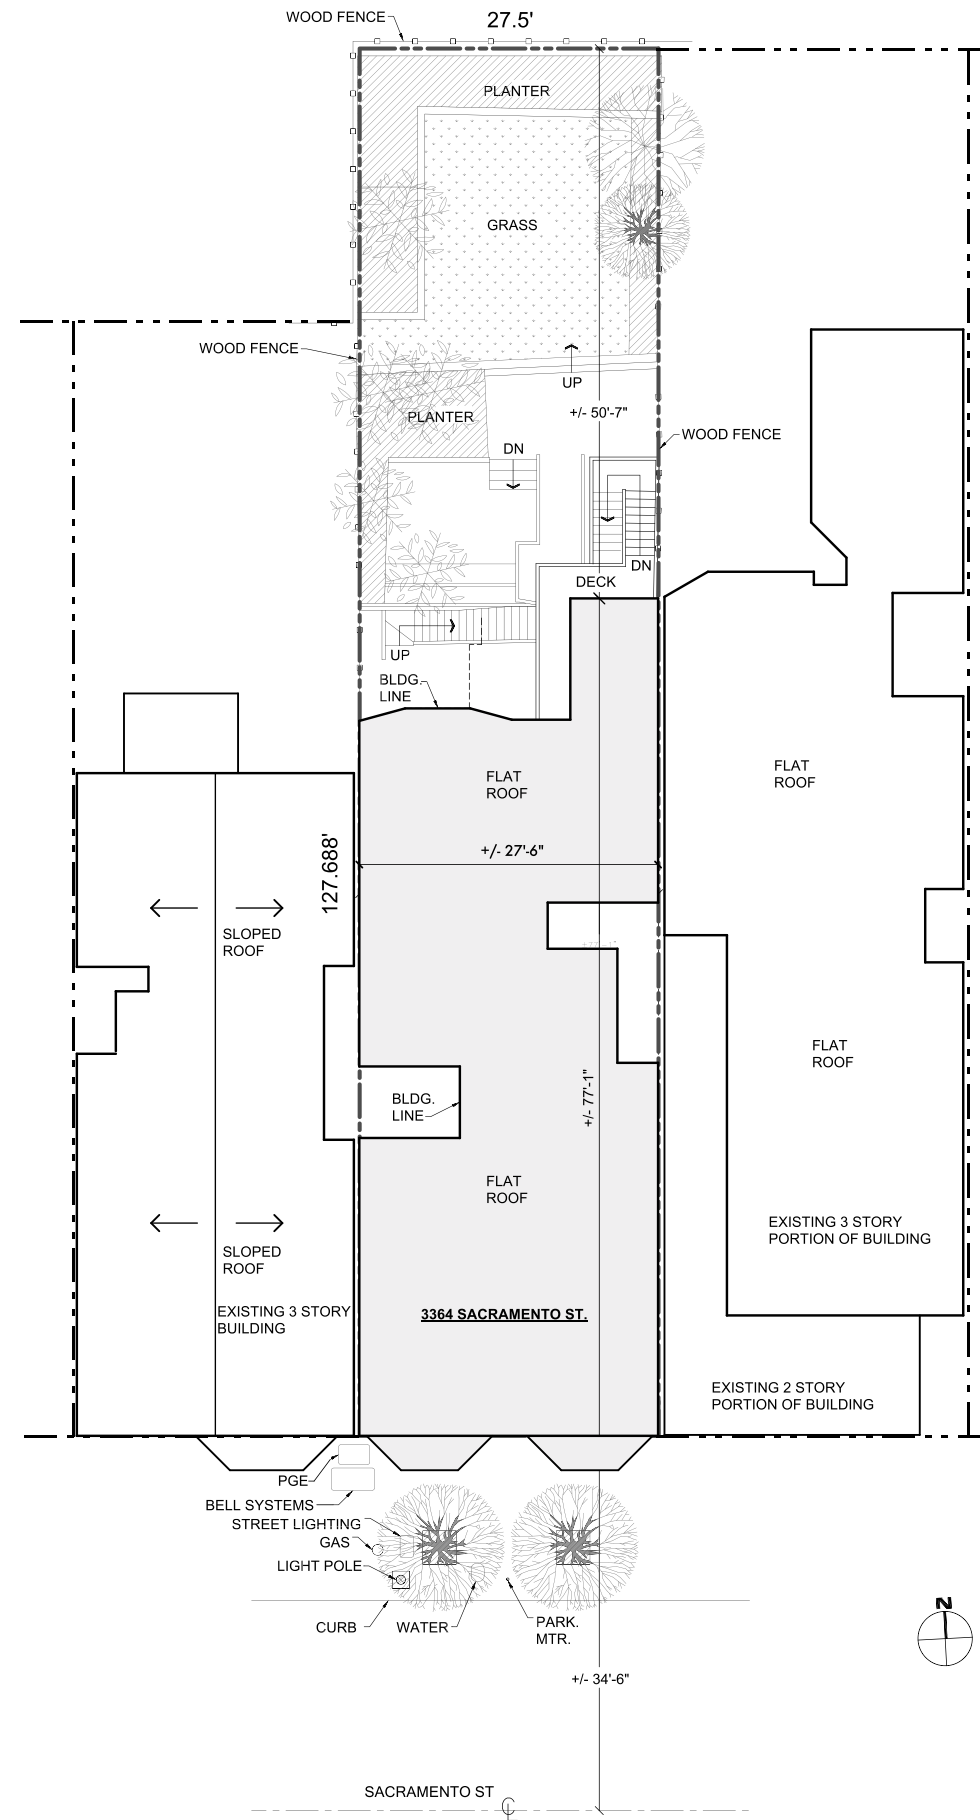 WOOD FENCE
27.5'
PLANTER
GRASS
WOOD FENCE
UP
+/- 50'-7"
PLANTER
WOOD FENCE
DN
DN
DECK
UP
BLDG.
LINE
FLAT
ROOF
FLAT
ROOF
127.688'
+/- 27'-6"
SLOPED
ROOF
FLAT
ROOF
+/- 77'-1"
BLDG.
LINE
FLAT
ROOF
EXISTING 3 STORY
PORTION OF BUILDING
SLOPED
ROOF
EXISTING 3 STORY
BUILDING
3364 SACRAMENTO ST.
EXISTING 2 STORY
PORTION OF BUILDING
PGE
BELL SYSTEMS
STREET LIGHTING
GAS
LIGHT POLE
CURB
WATER
PARK.
MTR.
N
+/- 34'-6"
SACRAMENTO ST